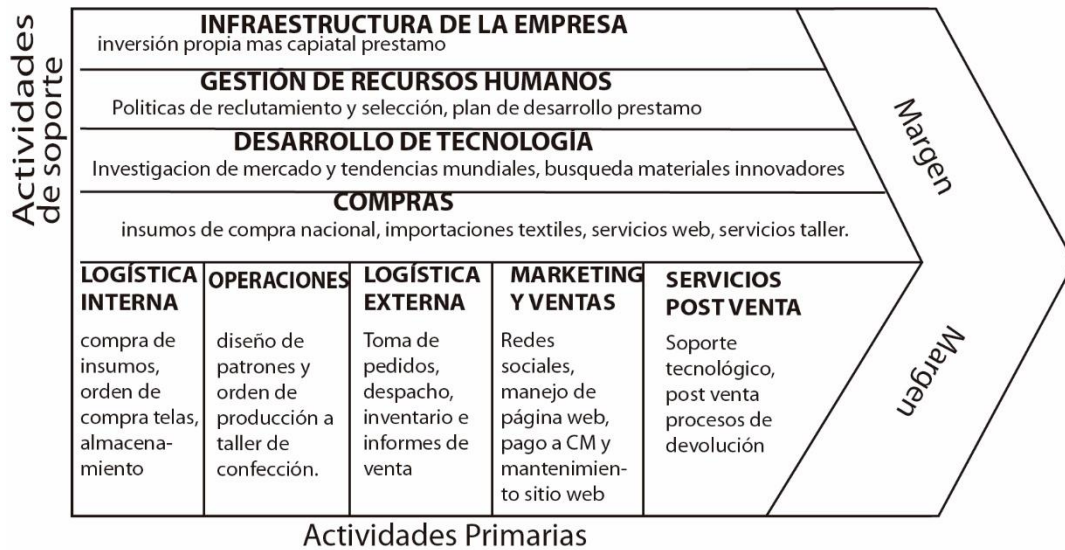 Actividades
de soporte
INFRAESTRUCTURA DE LA EMPRESA
inversión propia mas capiatal prestamo
GESTIÓN DE RECURSOS HUMANOS
Politicas de reclutamiento y selección, plan de desarrollo prestamo
DESARROLLO DE TECNOLOGÍA
Investigacion de mercado y tendencias mundiales, busqueda materiales innovadores
COMPRAS
insumos de compra nacional, importaciones textiles, servicios web, servicios taller.
LOGÍSTICA
INTERNA
compra de
insumos,
orden de
compra telas,
almacena-
miento
OPERACIONES
diseño de
patrones y
orden de
producción a
taller de
confección.
LOGÍSTICA
EXTERNA
Toma de
pedidos,
despacho,
inventario e
informes de
venta
MARKETING
Y VENTAS
Redes
sociales,
manejo de
página web,
pago a CM y
mantenimien-
to sitio web
SERVICIOS
POST VENTA
Soporte
tecnológico,
post venta
procesos de
devolución
Margen
Margen
Actividades Primarias